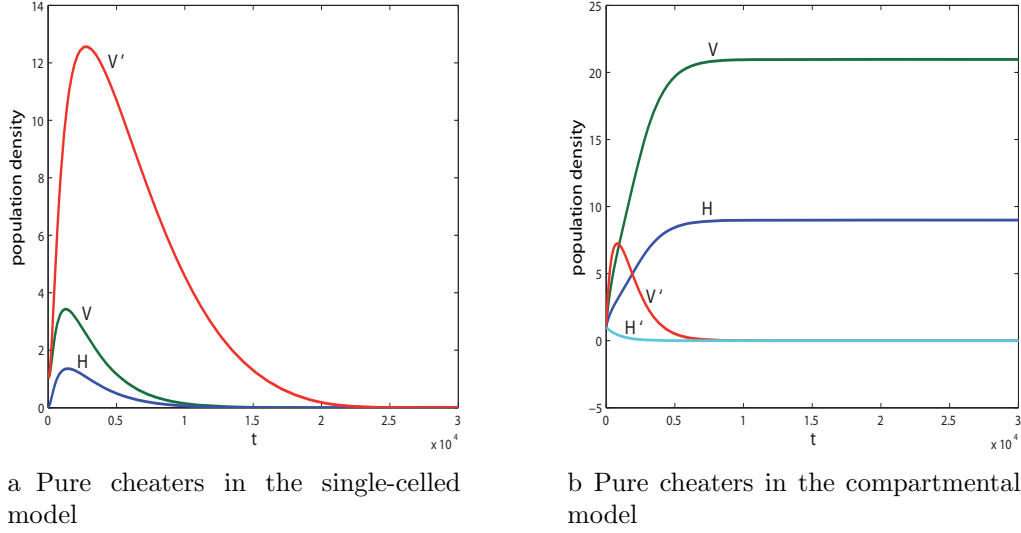 14
12
10
8
6
4
2
0
population density
V'
V
H
0
0.5
1
1.5
2
2.5
3
x 10^4
t
a Pure cheaters in the single-celled
model
25
20
15
10
5
0
−5
population density
V
H
V'
H'
0
0.5
1
1.5
2
2.5
3
x 10^4
t
b Pure cheaters in the compartmental
model